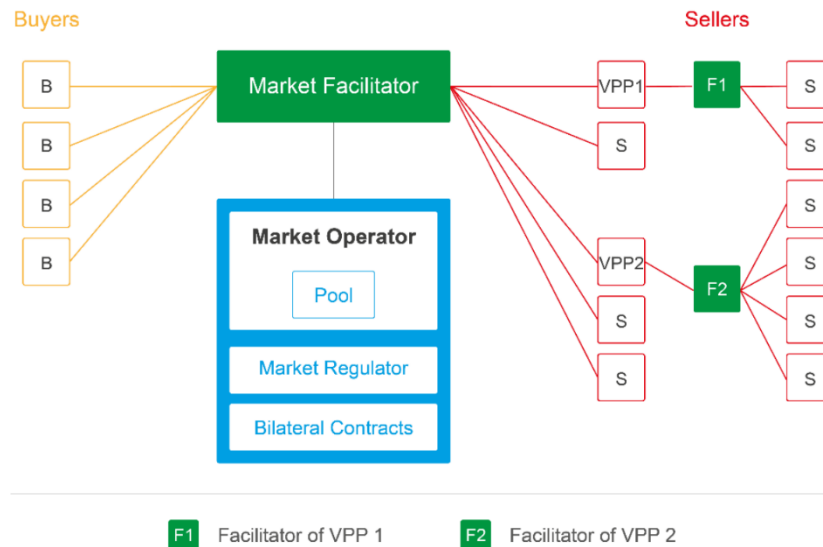 Buyers
Sellers
B
B
B
B
Market Facilitator
Market Operator
Pool
Market Regulator
Bilateral Contracts
VPP1
S
VPP2
S
S
F1
F2
S
S
S
S
S
S
F1 Facilitator of VPP 1
F2 Facilitator of VPP 2